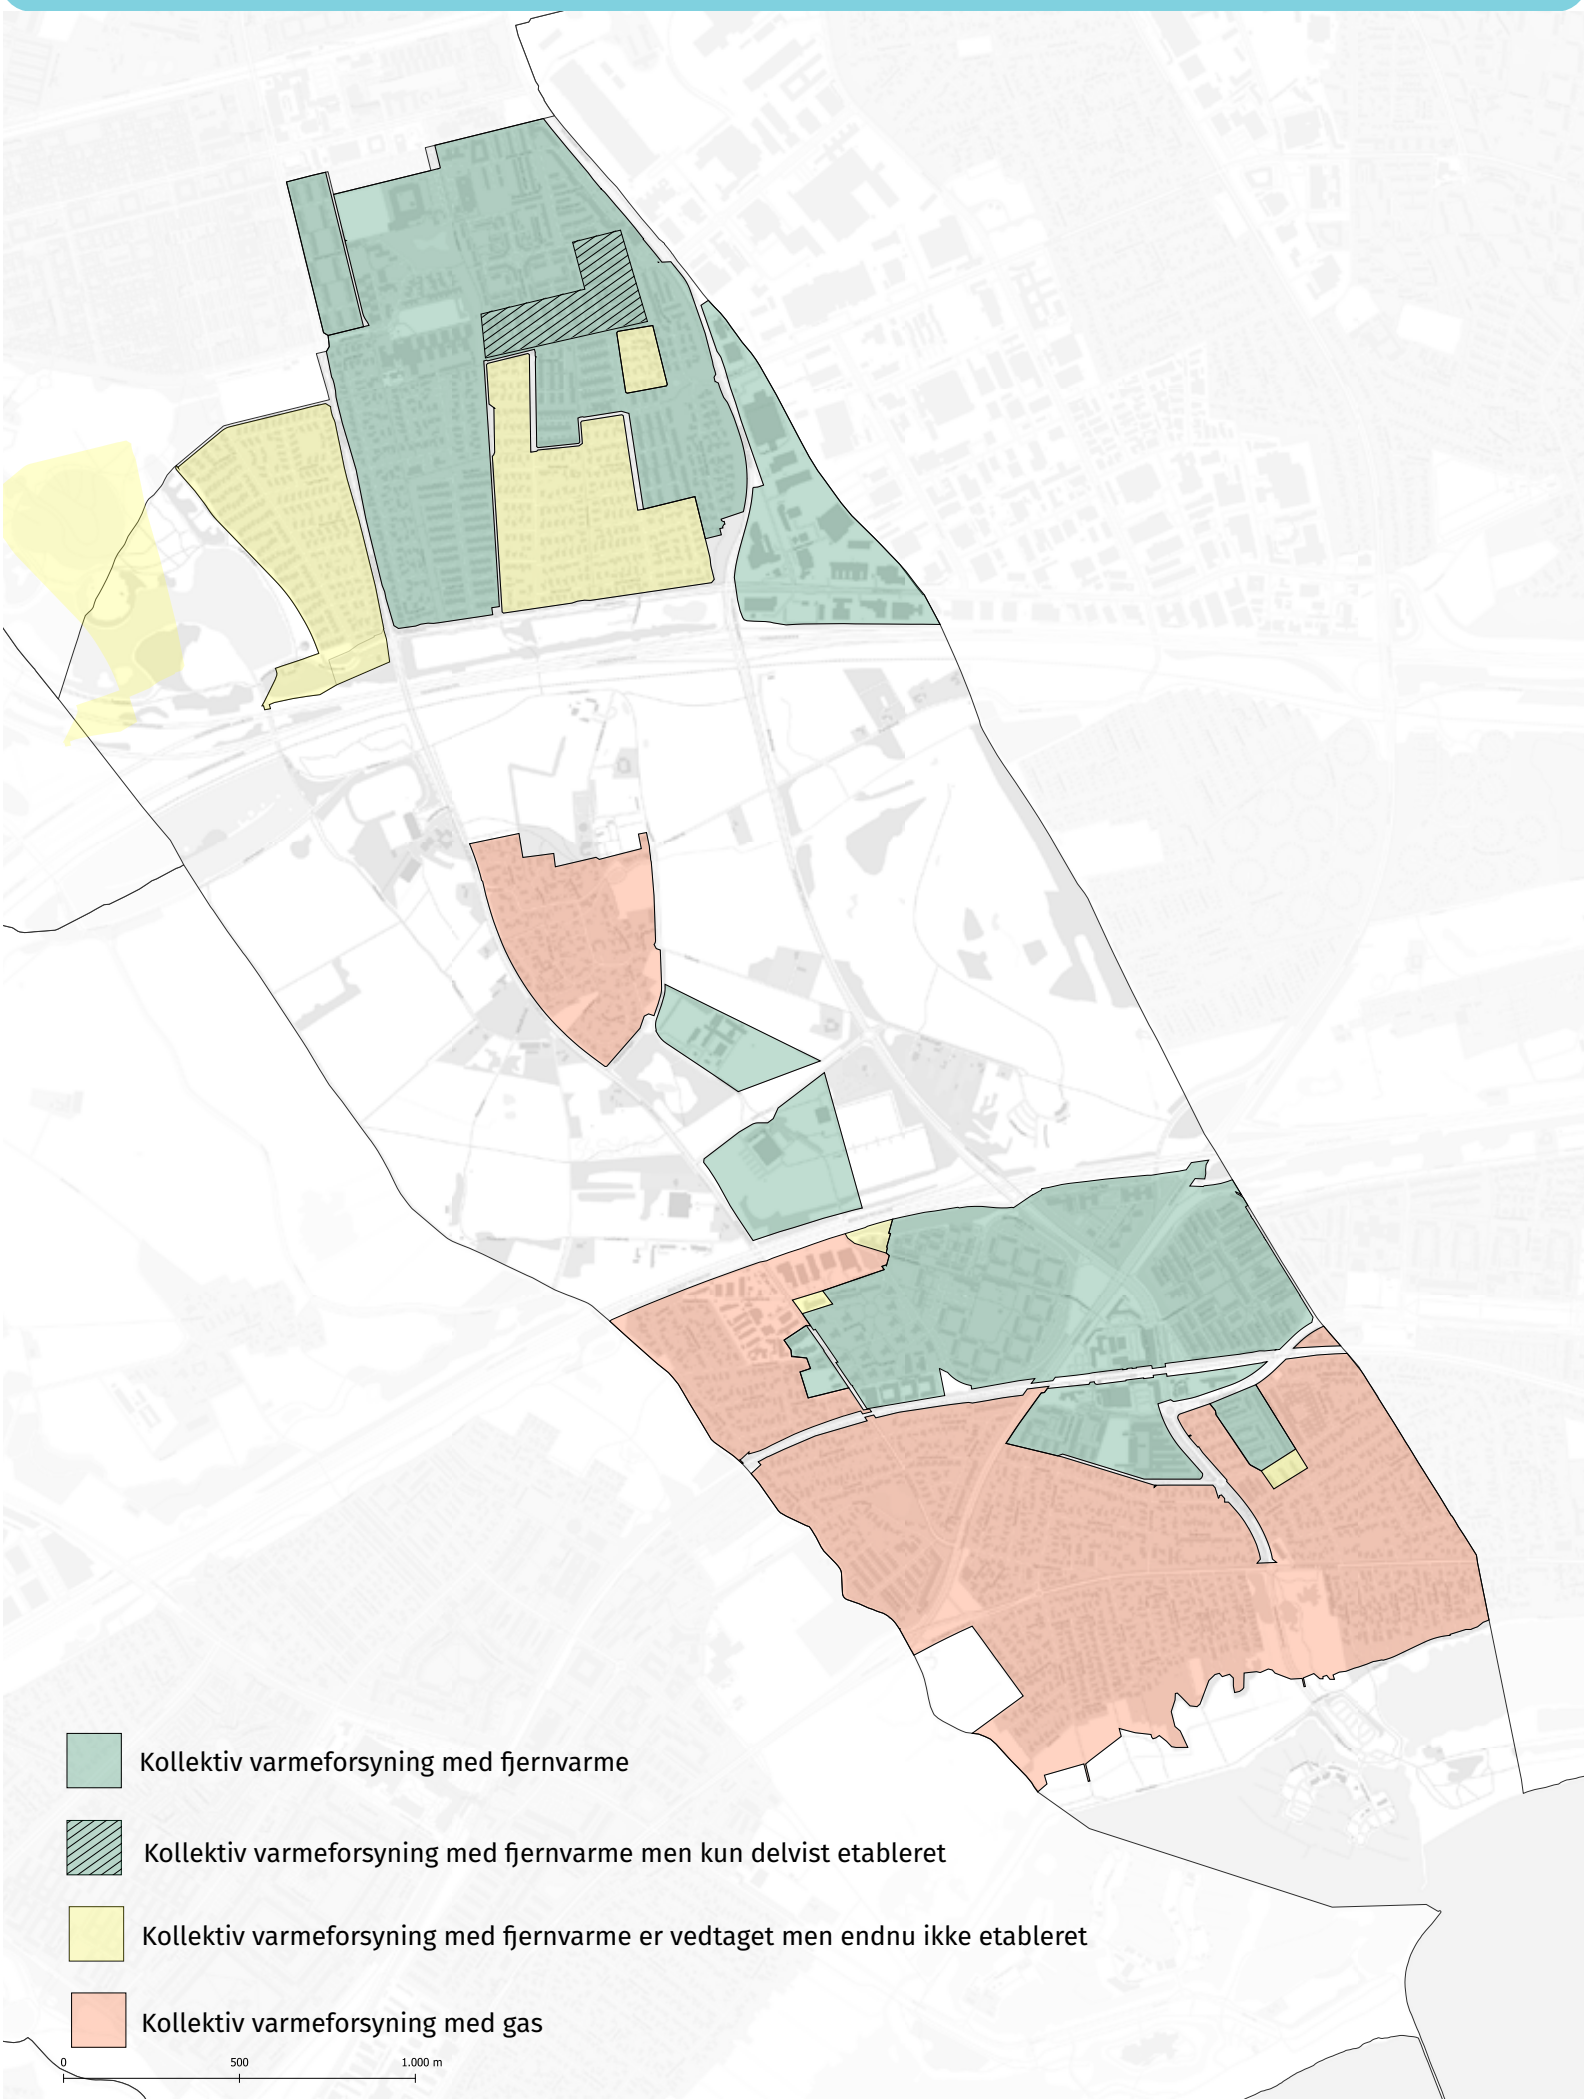 Kollektiv varmeforsyning med fjernvarme
Kollektiv varmeforsyning med fjernvarme men kun delvist etableret
Kollektiv varmeforsyning med fjernvarme er vedtaget men endnu ikke etableret
Kollektiv varmeforsyning med gas
0 500 1.000 m